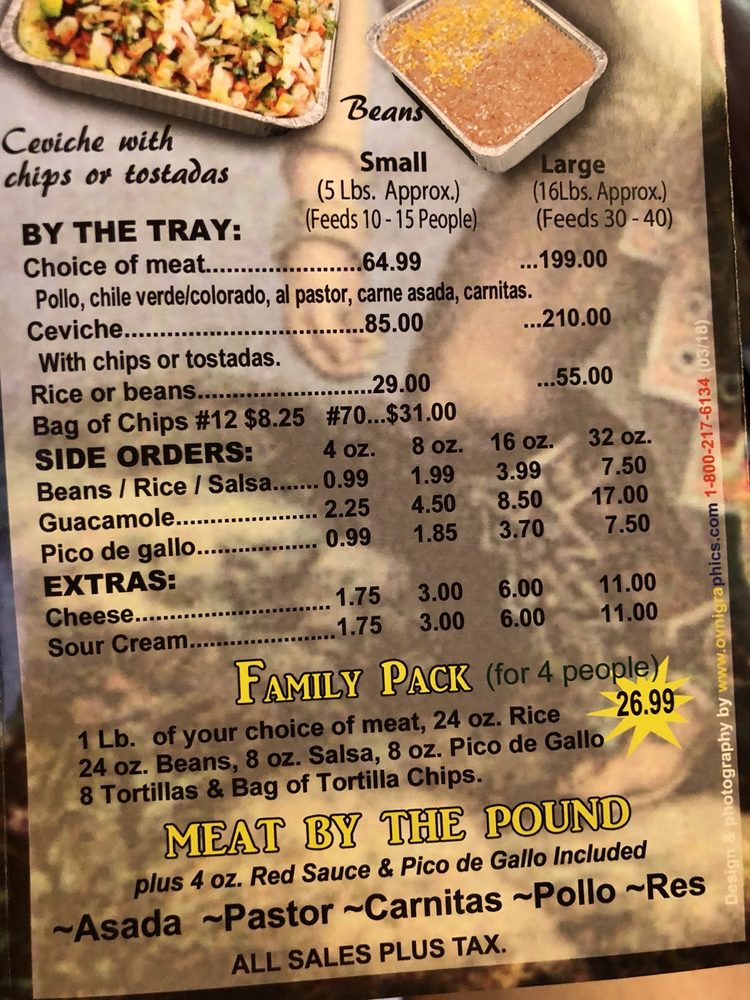 Beans
Ceviche with
chips or tostadas
Small Large
(5 Lbs. Approx.) (16Lbs. Approx.)
(Feeds 10 - 15 People) (Feeds 30 - 40)
BY THE TRAY:
Choice of meat.......................64.99 ...199.00
Pollo, chile verde/colorado, al pastor, carne asada, carnitas.
Ceviche...................................85.00 ...210.00
With chips or tostadas.
Rice or beans.........................29.00 ...55.00
Bag of Chips #12 $8.25 #70...$31.00
SIDE ORDERS: 4 oz. 8 oz. 16 oz. 32 oz.
Beans / Rice / Salsa....... 0.99 1.99 3.99 7.50
Guacamole..................... 2.25 4.50 8.50 17.00
Pico de gallo.................. 0.99 1.85 3.70 7.50
EXTRAS:
Cheese............................. 1.75 3.00 6.00 11.00
Sour Cream......................1.75 3.00 6.00 11.00
FAMILY PACK (for 4 people)
26.99
1 Lb. of your choice of meat, 24 oz. Rice
24 oz. Beans, 8 oz. Salsa, 8 oz. Pico de Gallo
8 Tortillas & Bag of Tortilla Chips.
MEAT BY THE POUND
plus 4 oz. Red Sauce & Pico de Gallo Included
~Asada ~Pastor ~Carnitas ~Pollo ~Res
ALL SALES PLUS TAX.
Design & photography by www.ovnigraphics.com 1-800-217-6134 (03/18)